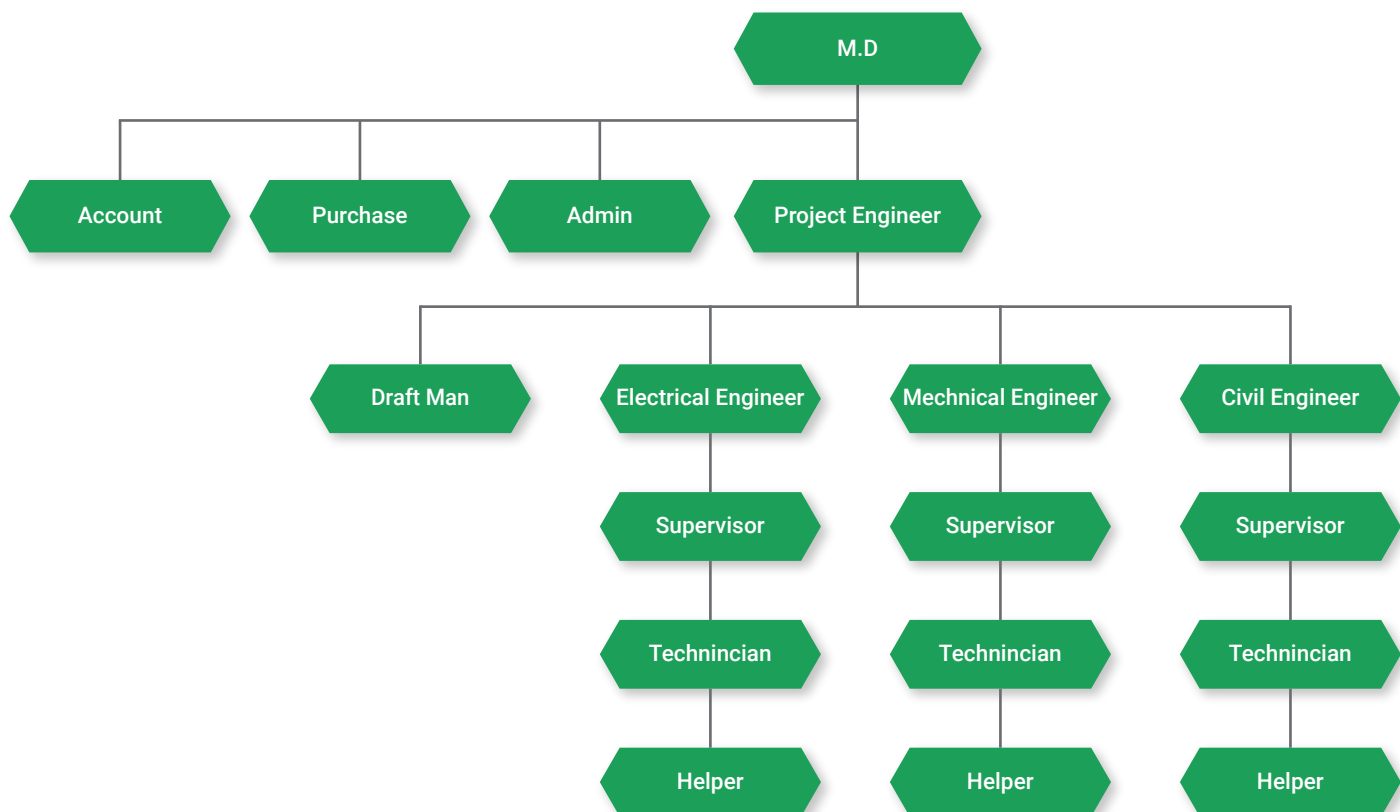 M.D
Account
Purchase
Admin
Project Engineer
Draft Man
Electrical Engineer
Mechnical Engineer
Civil Engineer
Supervisor
Supervisor
Supervisor
Technincian
Technincian
Technincian
Helper
Helper
Helper